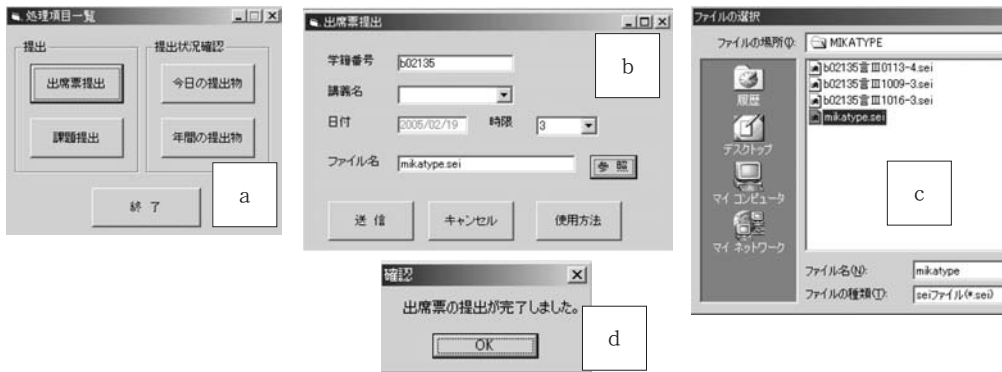 処理項目一覧
提出
出席票提出
課題提出
提出状況確認
今日の提出物
年間の提出物
終 了
a
出席票提出
学籍番号 b02135
講義名
日付 2005/02/19 時限 3
ファイル名 mikatype.sei 参 照
送 信 キャンセル 使用方法
b
ファイルの選択
ファイルの場所(I): MIKATYPE
b02135言Ⅲ0113-4.sei
b02135言Ⅲ1009-3.sei
b02135言Ⅲ1016-3.sei
mikatype.sei
履歴
デスクトップ
マイ コンピュータ
マイ ネットワーク
ファイル名(N): mikatype
ファイルの種類(T): seiファイル(*.sei)
c
確認
出席票の提出が完了しました。
OK
d